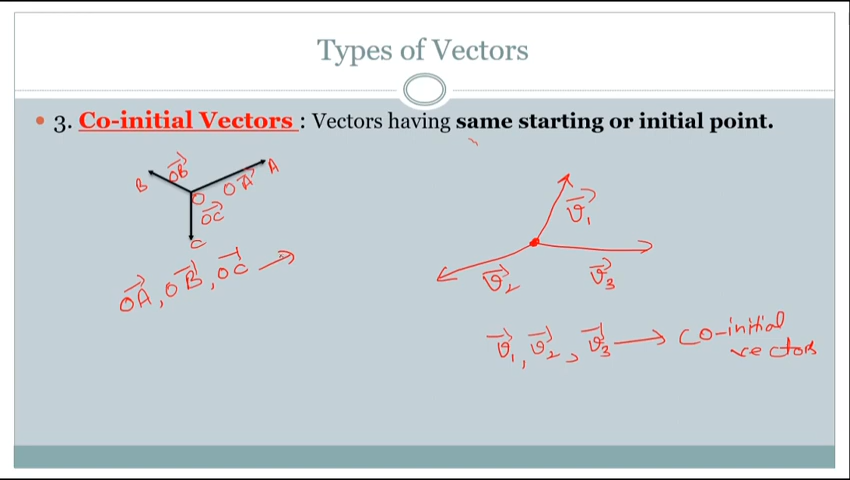 Types of Vectors
• 3. Co-initial Vectors : Vectors having same starting or initial point.
B
OB
A
O
OA
OC
C
OA, OB, OC →
v1
v2
v3
v1, v2, v3 → co-initial
vectors